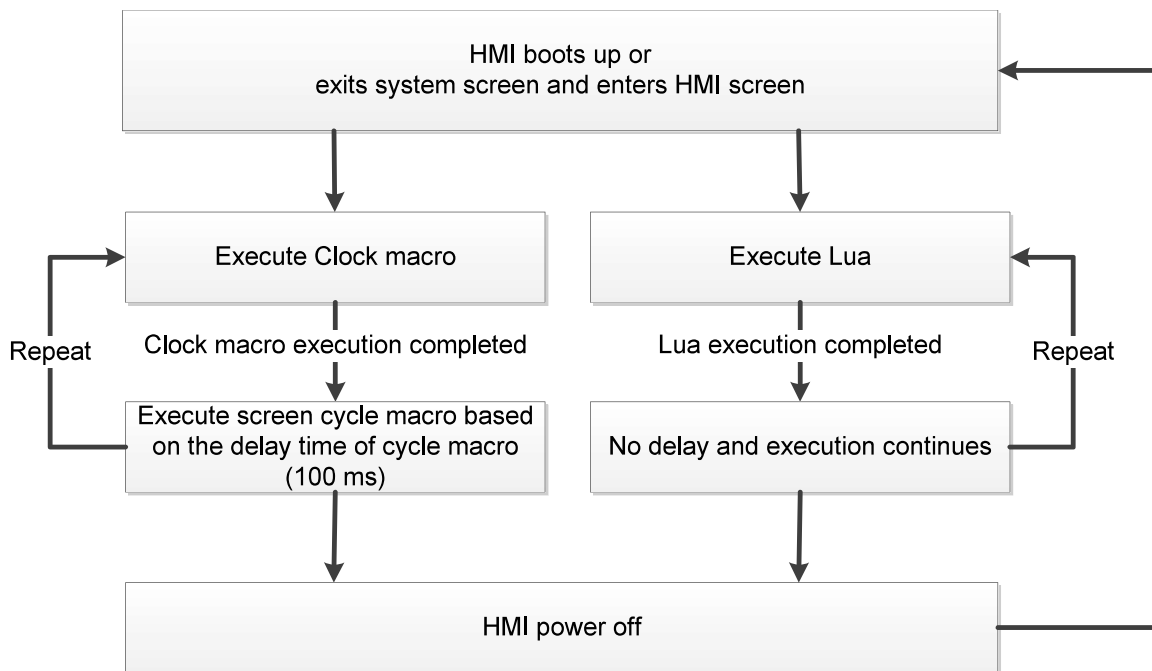 HMI boots up or
exits system screen and enters HMI screen
Execute Clock macro
Execute Lua
Repeat
Clock macro execution completed
Lua execution completed
Repeat
Execute screen cycle macro based
on the delay time of cycle macro
(100 ms)
No delay and execution continues
HMI power off